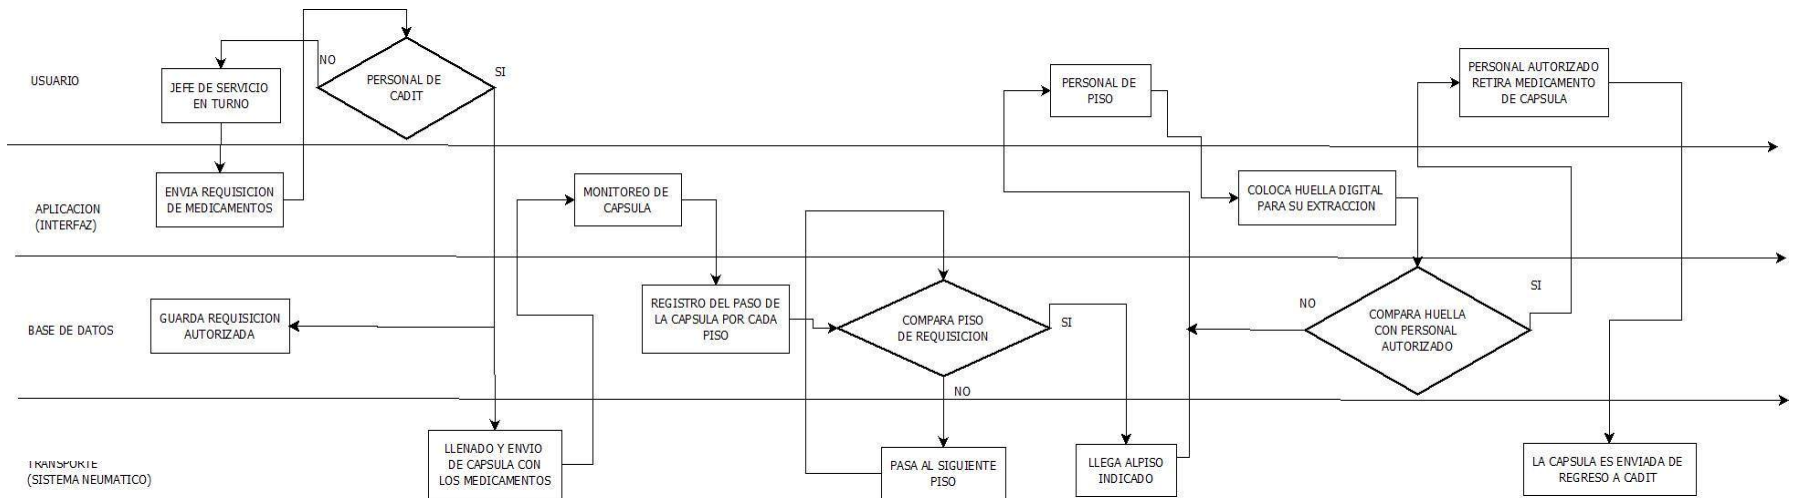 USUARIO
JEFE DE SERVICIO
EN TURNO
NO
PERSONAL DE
CADIT
SI
PERSONAL DE
PISO
PERSONAL AUTORIZADO
RETIRA MEDICAMENTO
DE CAPSULA
APLICACION
(INTERFAZ)
ENVIA REQUISICION
DE MEDICAMENTOS
MONITOREO DE
CAPSULA
COLOCA HUELLA DIGITAL
PARA SU EXTRACCION
BASE DE DATOS
GUARDA REQUISICION
AUTORIZADA
REGISTRO DEL PASO DE
LA CAPSULA POR CADA
PISO
COMPARA PISO
DE REQUISICION
SI
NO
NO
COMPARA HUELLA
CON PERSONAL
AUTORIZADO
SI
TRANSPORTE
(SISTEMA NEUMATICO)
LLENADO Y ENVIO
DE CAPSULA CON
LOS MEDICAMENTOS
PASA AL SIGUIENTE
PISO
LLEGA ALPISO
INDICADO
LA CAPSULA ES ENVIADA DE
REGRESO A CADIT